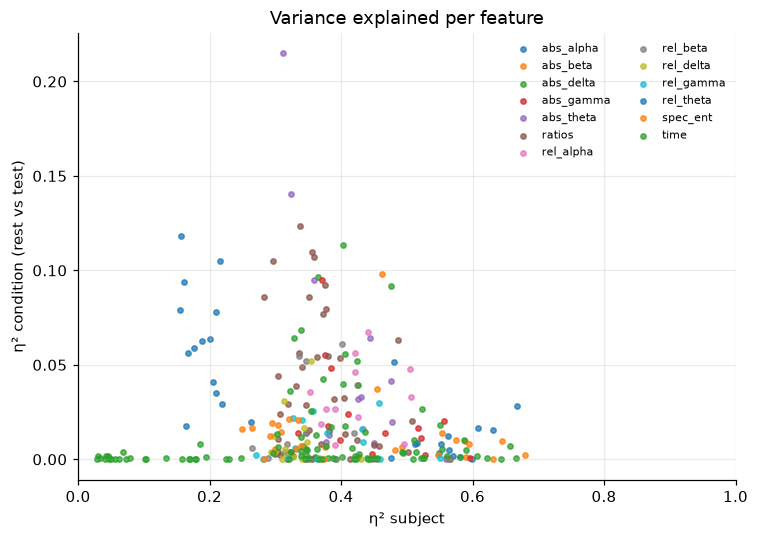 Variance explained per feature
η² condition (rest vs test)
0.20
0.15
0.10
0.05
0.00
0.0 0.2 0.4 0.6 0.8 1.0
η² subject
abs_alpha
abs_beta
abs_delta
abs_gamma
abs_theta
ratios
rel_alpha
rel_beta
rel_delta
rel_gamma
rel_theta
spec_ent
time